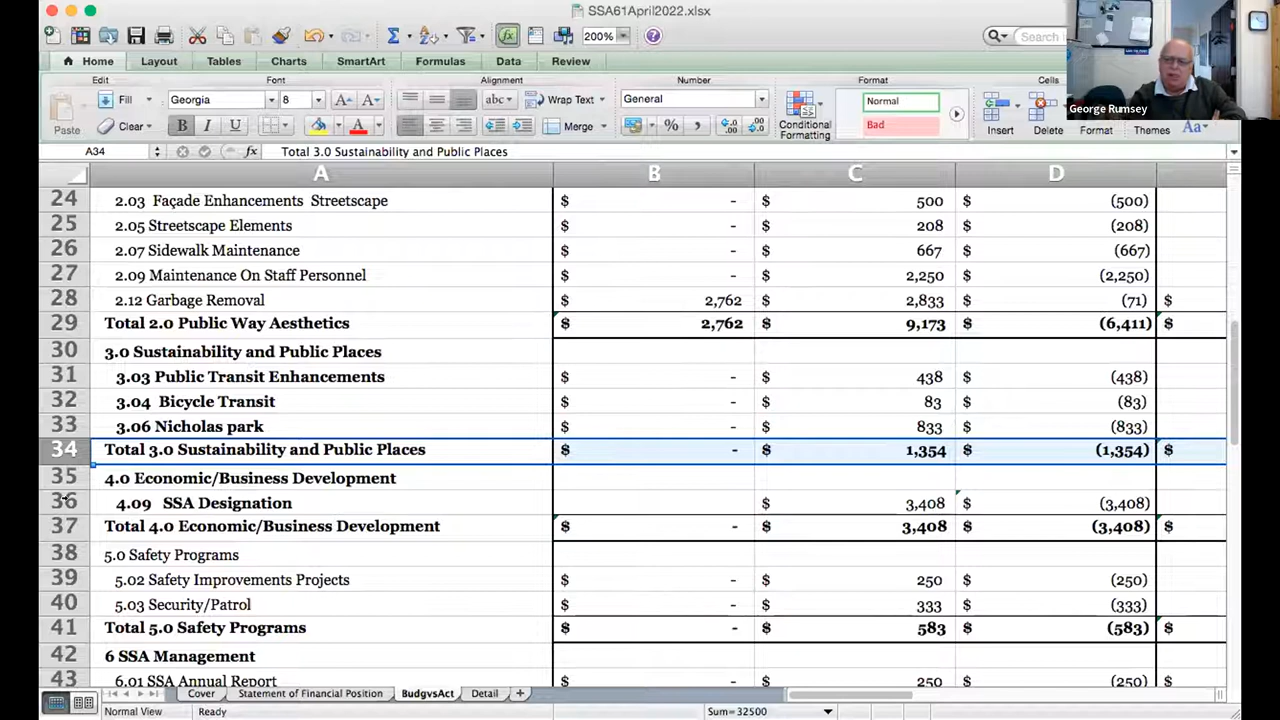 SSA61April2022.xlsx
200%
Search
Home Layout Tables Charts SmartArt Formulas Data Review
Edit Font Alignment Number Format Cells
Fill Georgia 8 abc Wrap Text General Normal
Paste Clear B I U Merge % Conditional Formatting Bad Insert Delete Format Themes Aa
George Rumsey
A34 fx Total 3.0 Sustainability and Public Places
A B C D
24 2.03 Façade Enhancements Streetscape $ - $ 500 $ (500)
25 2.05 Streetscape Elements $ - $ 208 $ (208)
26 2.07 Sidewalk Maintenance $ - $ 667 $ (667)
27 2.09 Maintenance On Staff Personnel $ - $ 2,250 $ (2,250)
28 2.12 Garbage Removal $ 2,762 $ 2,833 $ (71) $
29 Total 2.0 Public Way Aesthetics $ 2,762 $ 9,173 $ (6,411) $
30 3.0 Sustainability and Public Places
31 3.03 Public Transit Enhancements $ - $ 438 $ (438)
32 3.04 Bicycle Transit $ - $ 83 $ (83)
33 3.06 Nicholas park $ - $ 833 $ (833)
34 Total 3.0 Sustainability and Public Places $ - $ 1,354 $ (1,354) $
35 4.0 Economic/Business Development
36 4.09 SSA Designation $ 3,408 $ (3,408)
37 Total 4.0 Economic/Business Development $ - $ 3,408 $ (3,408) $
38 5.0 Safety Programs
39 5.02 Safety Improvements Projects $ - $ 250 $ (250)
40 5.03 Security/Patrol $ - $ 333 $ (333)
41 Total 5.0 Safety Programs $ - $ 583 $ (583) $
42 6 SSA Management
43 6.01 SSA Annual Report $ - $ 250 $ (250)
Cover Statement of Financial Position BudgvsAct Detail
Normal View Ready Sum=32500